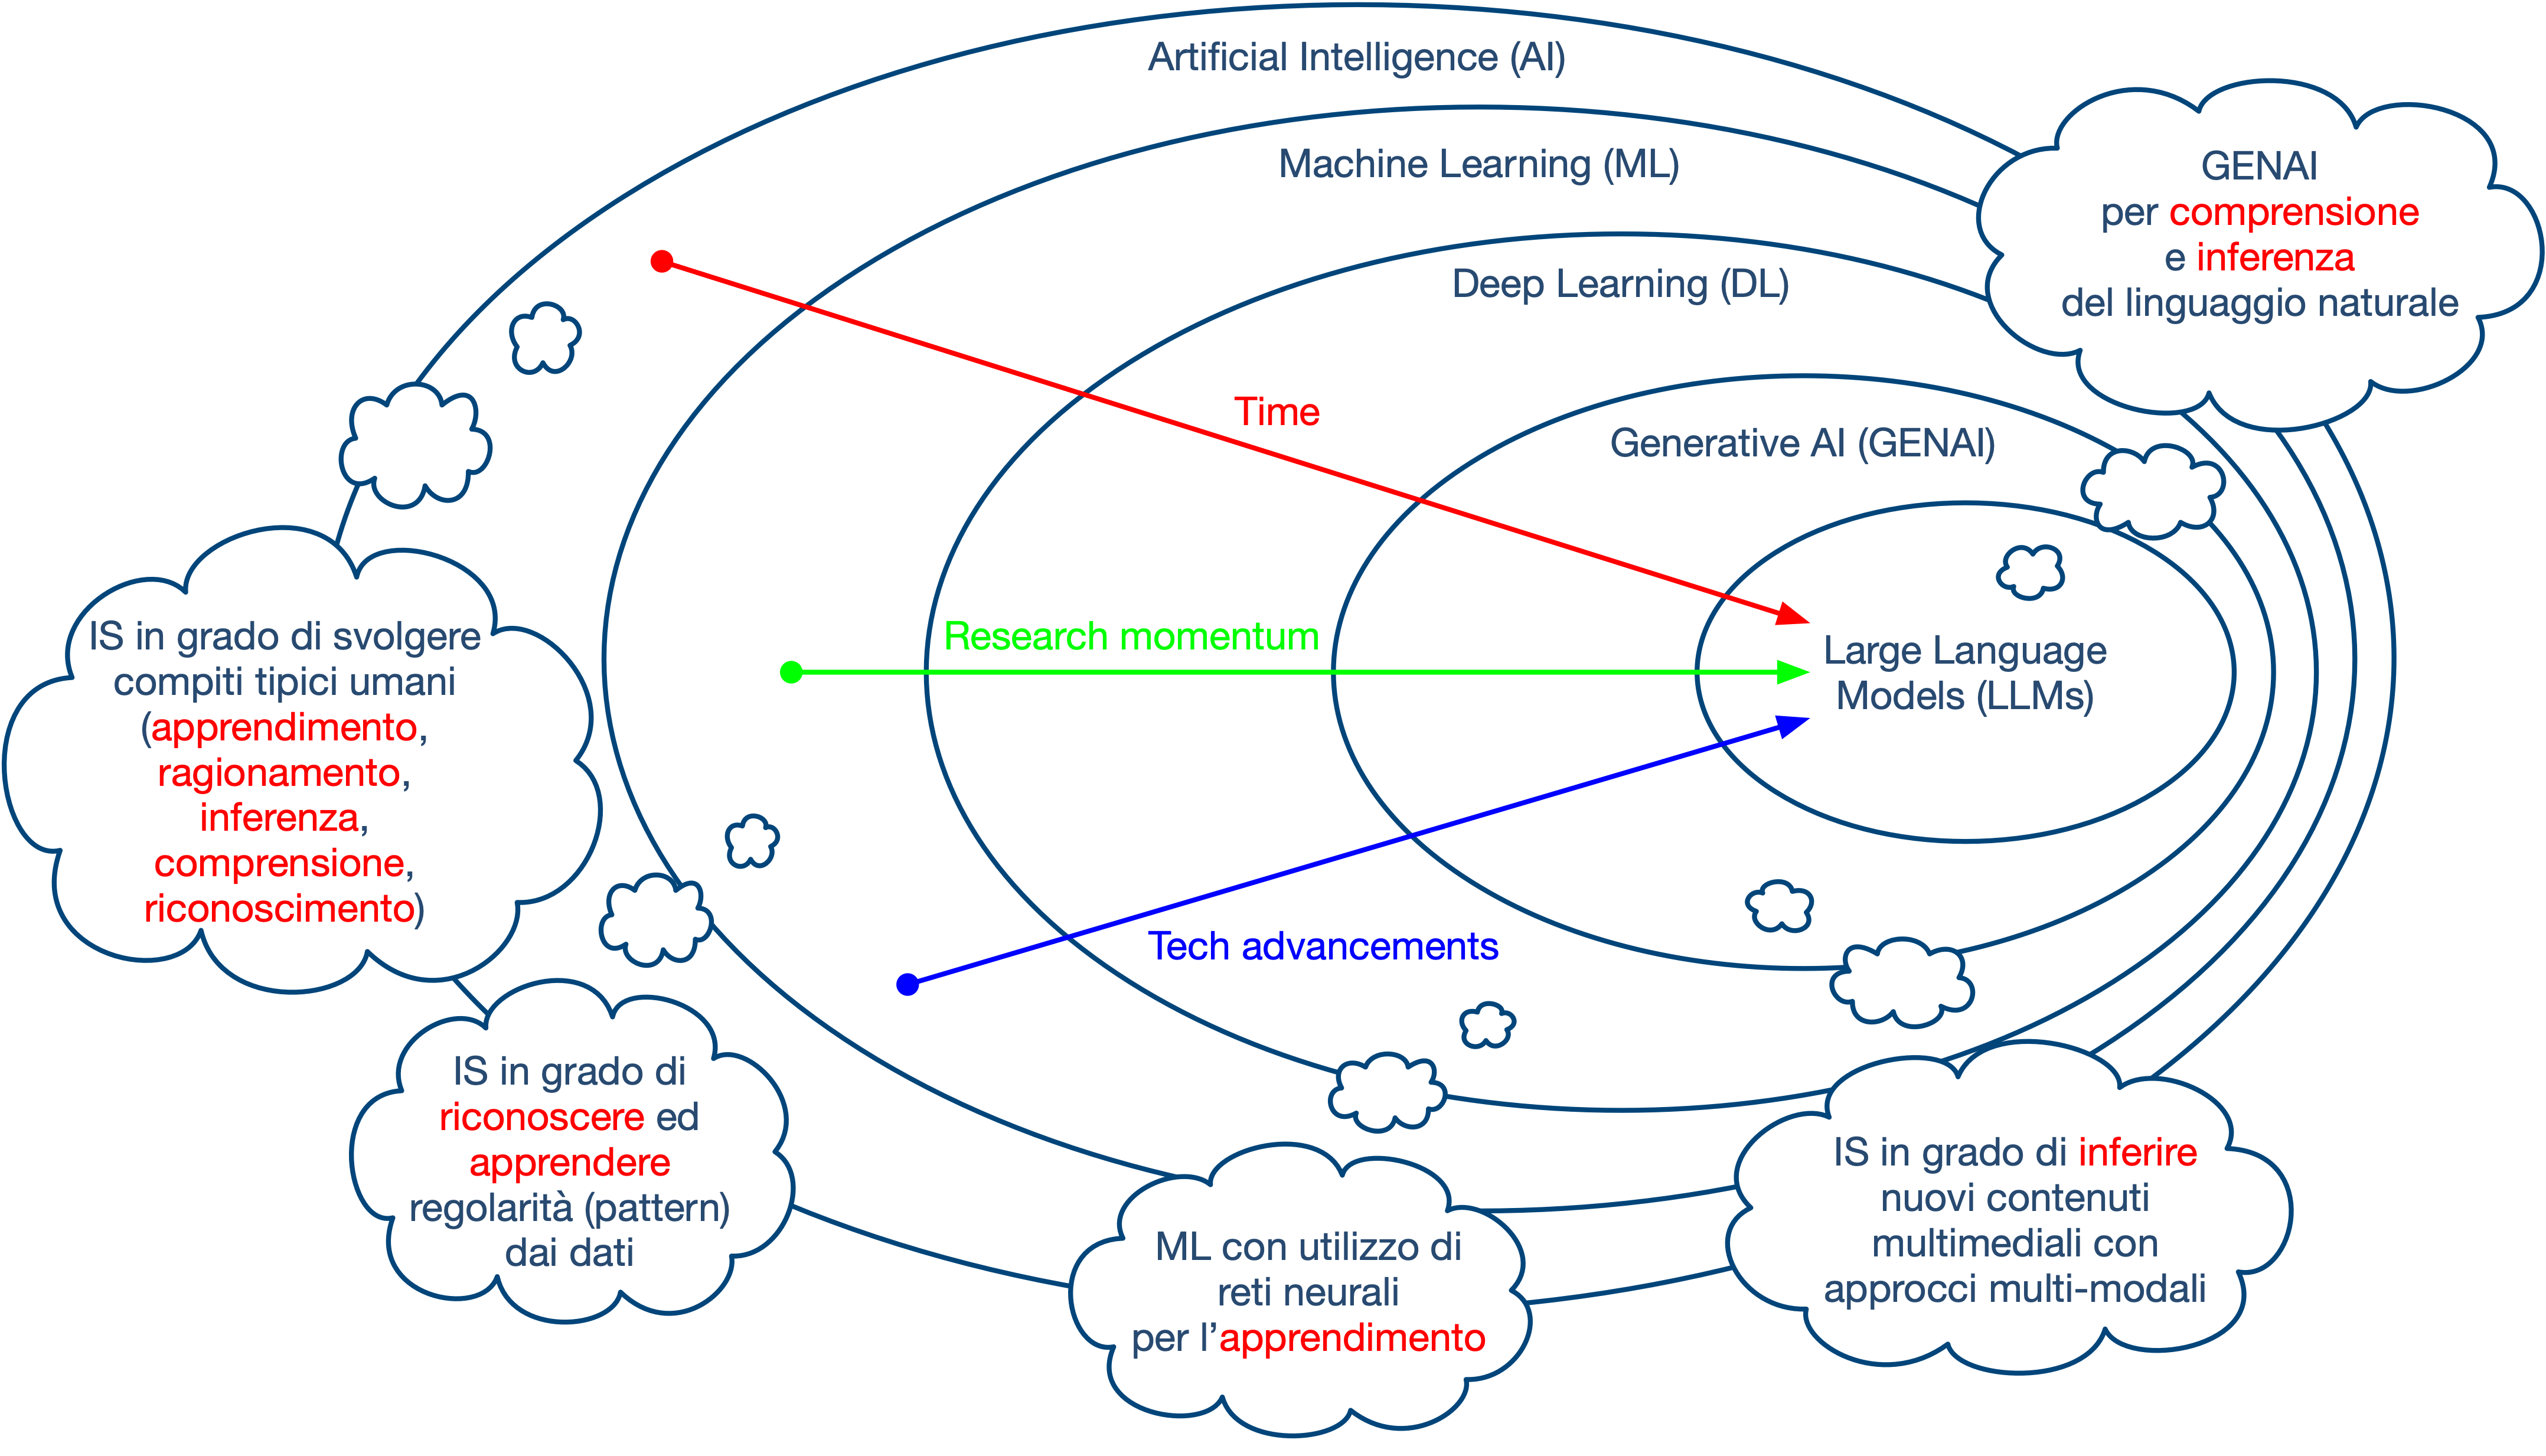 Artificial Intelligence (AI)
Machine Learning (ML)
Deep Learning (DL)
Generative AI (GENAI)
Large Language
Models (LLMs)
GENAI
per comprensione
e inferenza
del linguaggio naturale
Time
Research momentum
Tech advancements
IS in grado di svolgere
compiti tipici umani
(apprendimento,
ragionamento,
inferenza,
comprensione,
riconoscimento)
IS in grado di
riconoscere ed
apprendere
regolarità (pattern)
dai dati
ML con utilizzo di
reti neurali
per l’apprendimento
IS in grado di inferire
nuovi contenuti
multimediali con
approcci multi-modali